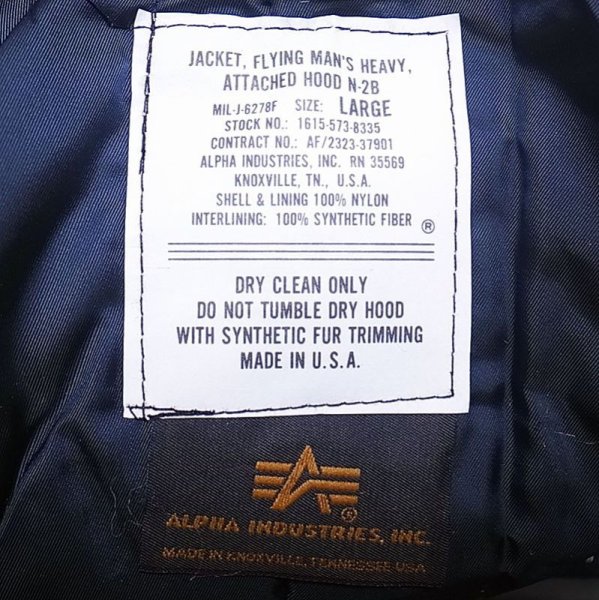 JACKET, FLYING MAN'S HEAVY,
ATTACHED HOOD N-2B
MIL-J-6278F SIZE: LARGE
STOCK NO.: 1615-573-8335
CONTRACT NO.: AF/2323-37901
ALPHA INDUSTRIES, INC. RN 35569
KNOXVILLE, TN., U.S.A.
SHELL & LINING 100% NYLON
INTERLINING: 100% SYNTHETIC FIBER ®
DRY CLEAN ONLY
DO NOT TUMBLE DRY HOOD
WITH SYNTHETIC FUR TRIMMING
MADE IN U.S.A.
®
ALPHA INDUSTRIES, INC.
MADE IN KNOXVILLE, TENNESSEE USA